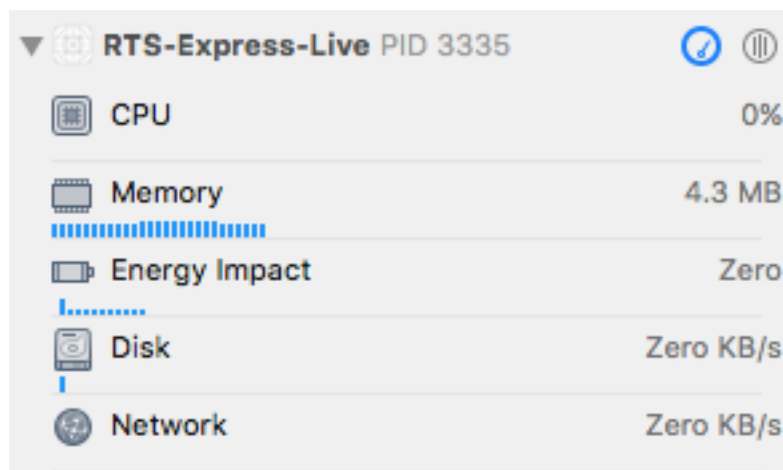 RTS-Express-Live PID 3335
CPU 0%
Memory 4.3 MB
Energy Impact Zero
Disk Zero KB/s
Network Zero KB/s